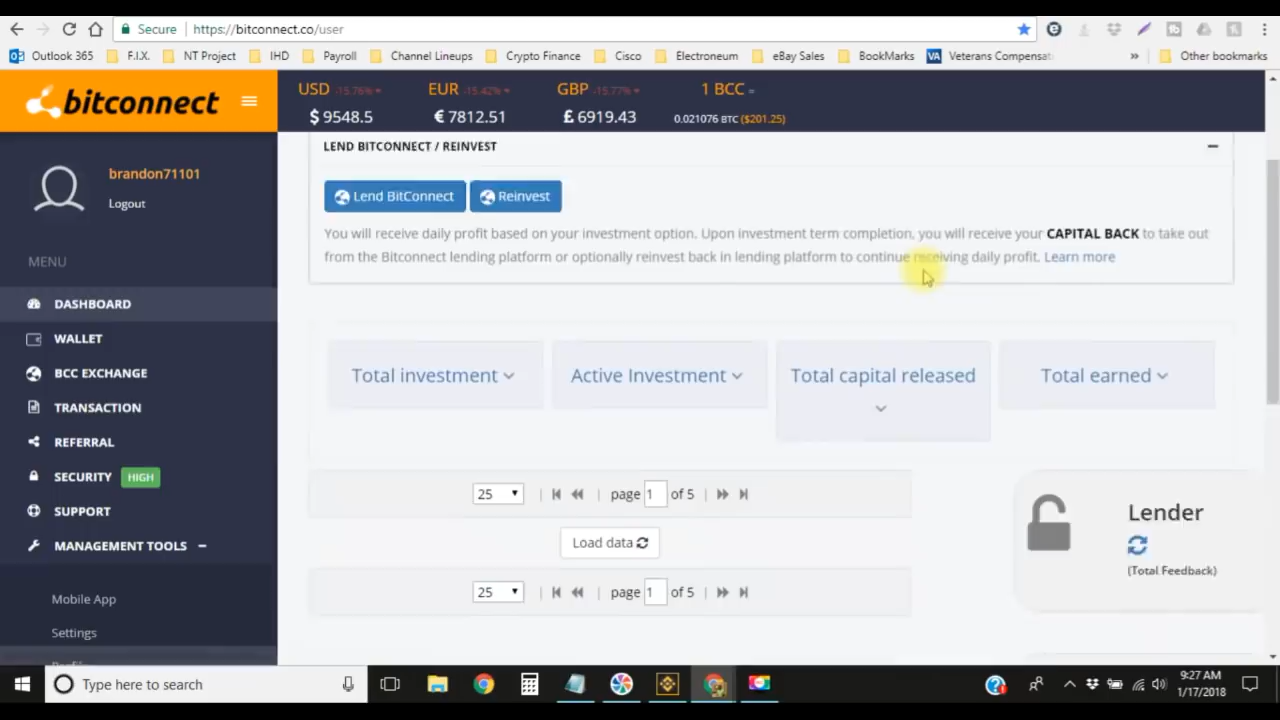 Secure https://bitconnect.co/user
Outlook 365 F.I.X. NT Project IHD Payroll Channel Lineups Crypto Finance Cisco Electroneum eBay Sales BookMarks VA Veterans Compensat » Other bookmarks
bitconnect
USD -15.76% EUR -15.42% GBP -15.77% 1 BCC =
$ 9548.5 € 7812.51 £ 6919.43 0.021076 BTC ($201.25)
LEND BITCONNECT / REINVEST
brandon71101
Logout
Lend BitConnect Reinvest
You will receive daily profit based on your investment option. Upon investment term completion, you will receive your CAPITAL BACK to take out
from the Bitconnect lending platform or optionally reinvest back in lending platform to continue receiving daily profit. Learn more
MENU
DASHBOARD
WALLET
BCC EXCHANGE
TRANSACTION
REFERRAL
SECURITY HIGH
SUPPORT
MANAGEMENT TOOLS
Mobile App
Settings
Total investment Active Investment Total capital released Total earned
25 page 1 of 5
Load data
25 page 1 of 5
Lender
(Total Feedback)
Type here to search
9:27 AM
1/17/2018